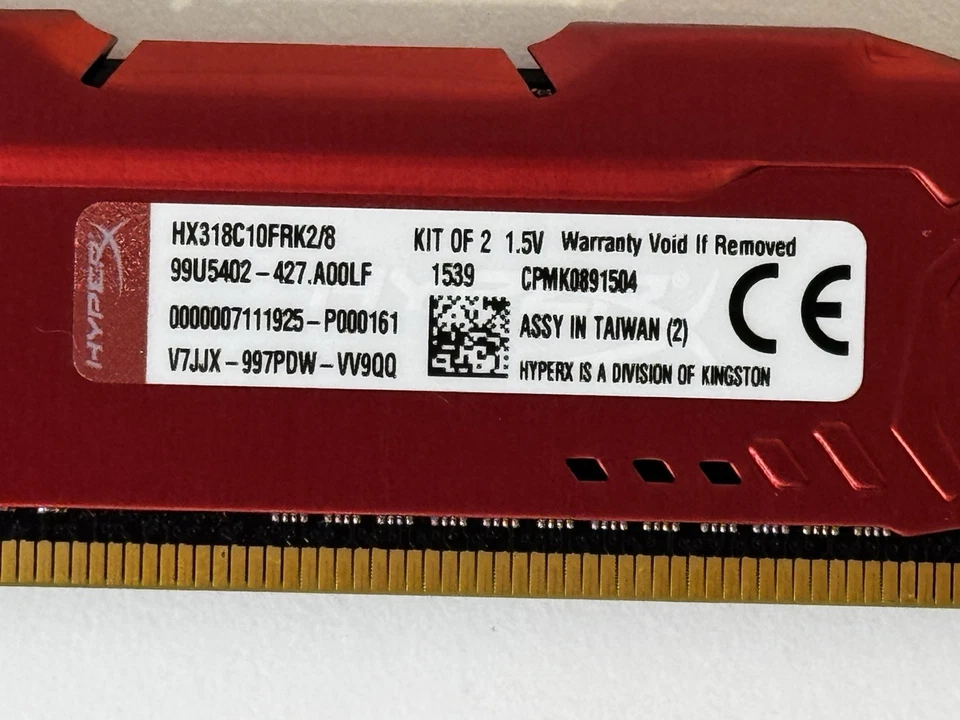 HYPERX
HX318C10FRK2/8 KIT OF 2 1.5V Warranty Void If Removed
99U5402-427.A00LF 1539 CPMK0891504
0000007111925-P000161 ASSY IN TAIWAN (2)
V7JJX-997PDW-VV9QQ HYPERX IS A DIVISION OF KINGSTON
CE